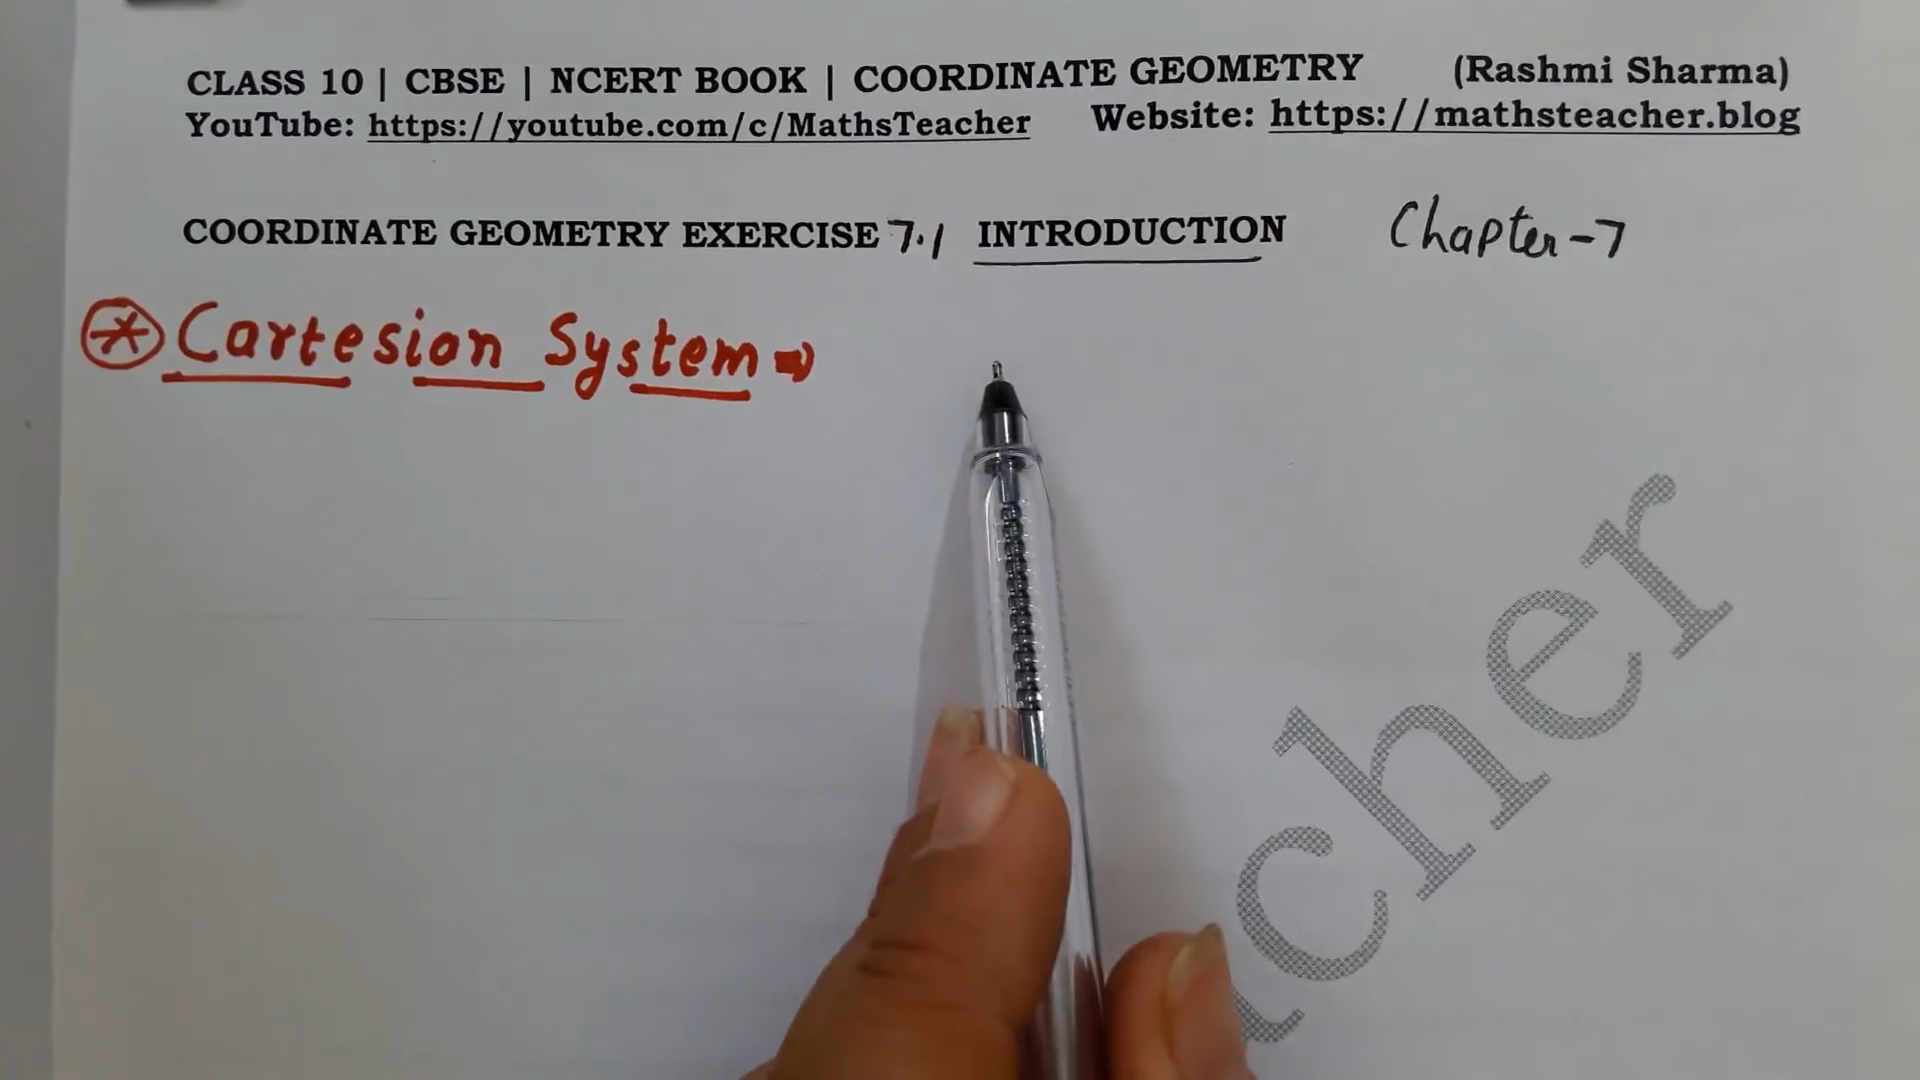 CLASS 10 | CBSE | NCERT BOOK | COORDINATE GEOMETRY (Rashmi Sharma)
YouTube: https://youtube.com/c/MathsTeacher Website: https://mathsteacher.blog
COORDINATE GEOMETRY EXERCISE 7.1 INTRODUCTION Chapter-7
* Cartesian System ⇒
cher